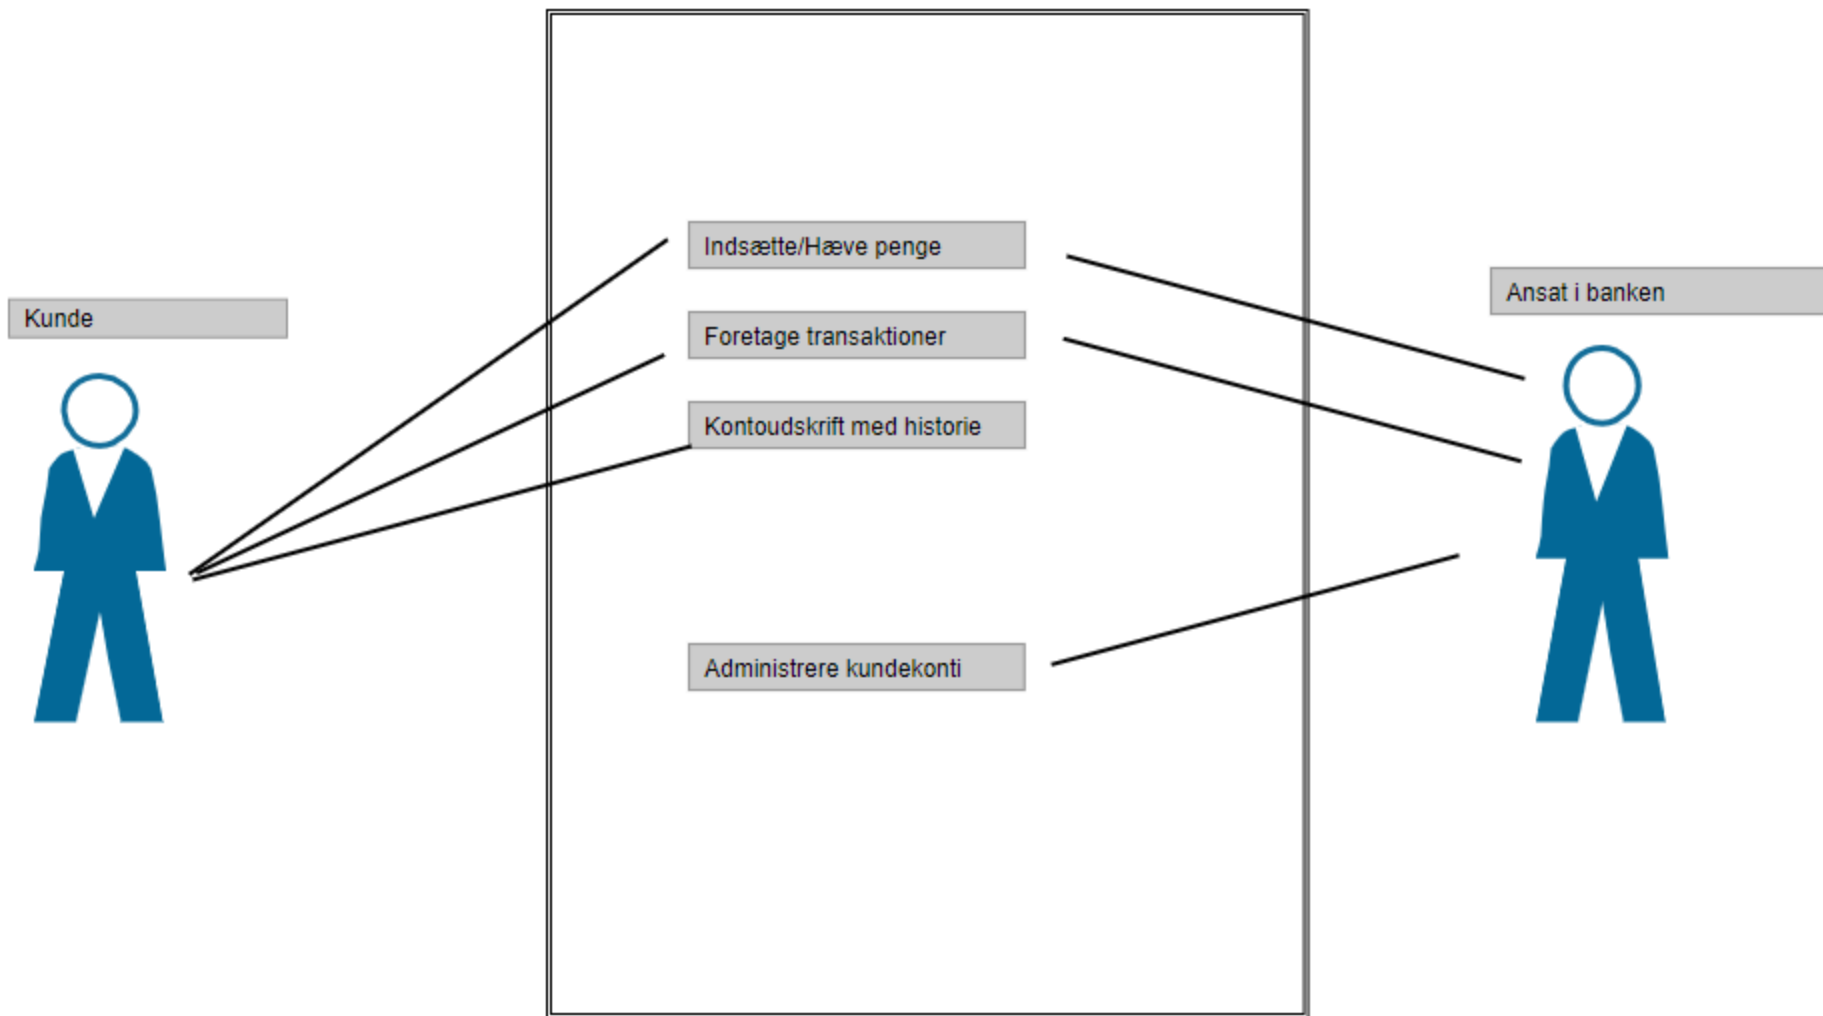 Kunde
Indsætte/Hæve penge
Foretage transaktioner
Kontoudskrift med historie
Administrere kundekonti
Ansat i banken